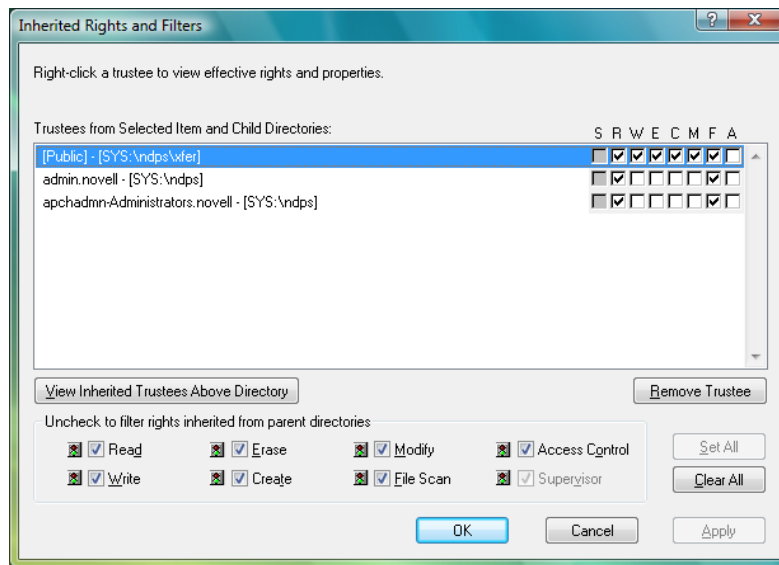 Inherited Rights and Filters
Right-click a trustee to view effective rights and properties.
Trustees from Selected Item and Child Directories: S R W E C M F A
[Public] - [SYS:\ndps\xfer]
admin.novell - [SYS:\ndps]
apchadmn-Administrators.novell - [SYS:\ndps]
View Inherited Trustees Above Directory Remove Trustee
Uncheck to filter rights inherited from parent directories
Read Erase Modify Access Control Set All
Write Create File Scan Supervisor Clear All
OK Cancel Apply